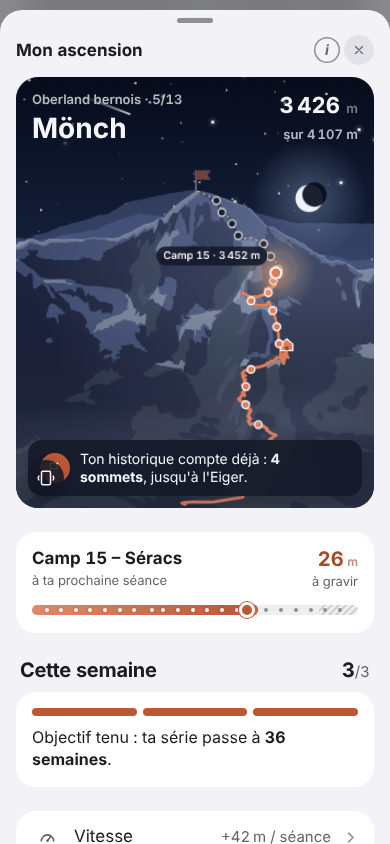 Mon ascension
i
Oberland bernois · 5/13
3 426 m
Mönch
sur 4 107 m
Camp 15 · 3 452 m
Ton historique compte déjà : 4
sommets, jusqu'à l'Eiger.
Camp 15 – Séracs
26 m
à ta prochaine séance
à gravir
Cette semaine
3/3
Objectif tenu : ta série passe à 36
semaines.
Vitesse
+42 m / séance